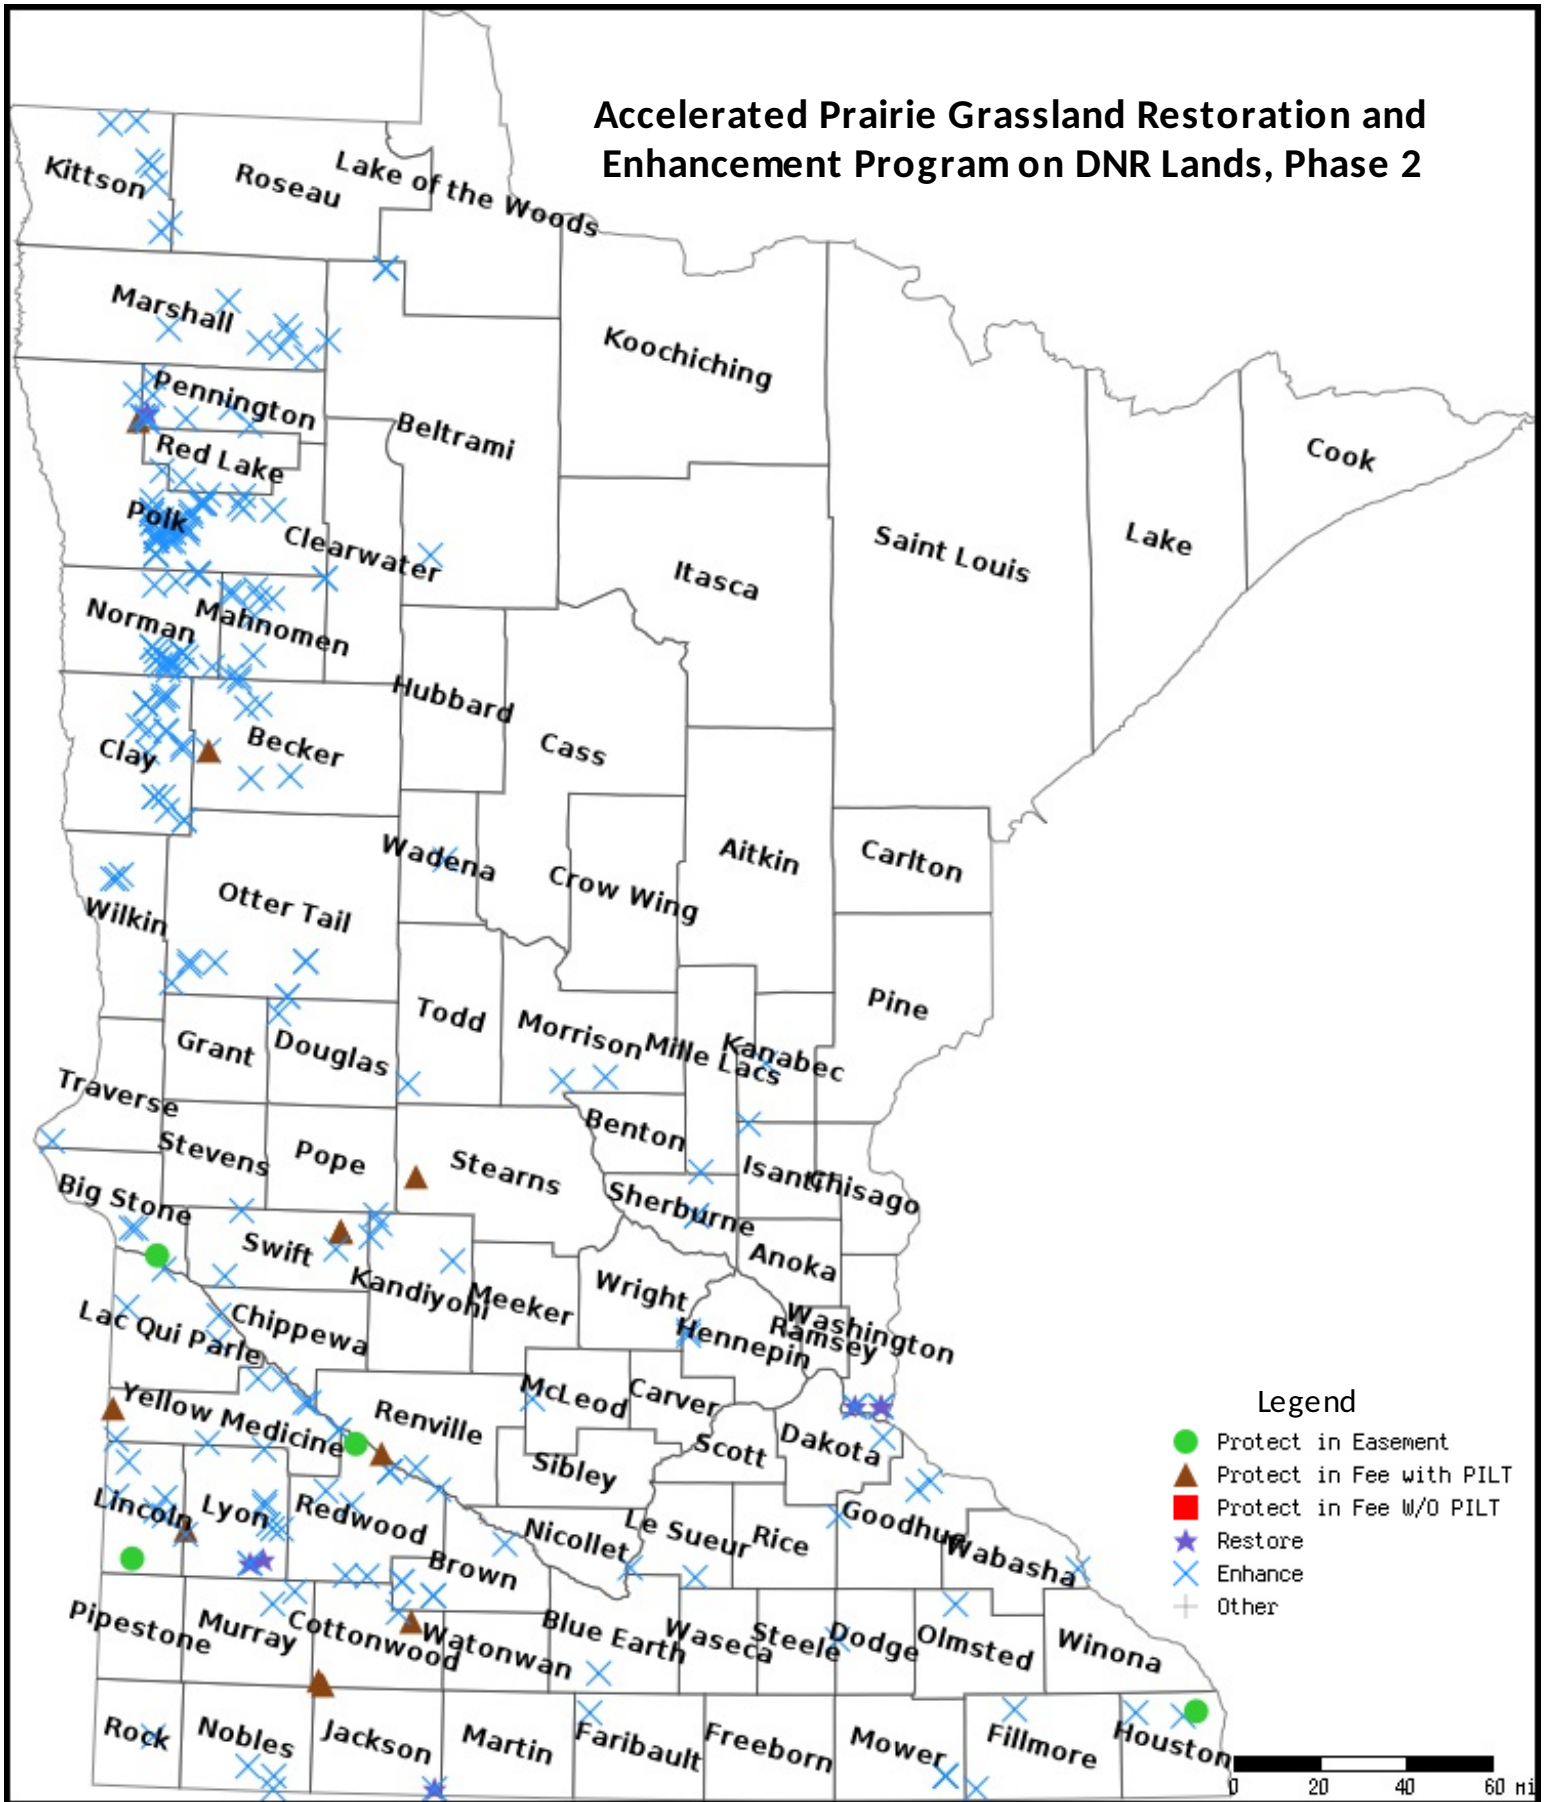 Accelerated Prairie Grassland Restoration and
Enhancement Program on DNR Lands, Phase 2
Kittson
Roseau
Lake of the Woods
Marshall
Koochiching
Pennington
Beltrami
Red Lake
Cook
Polk
Clearwater
Itasca
Saint Louis
Lake
Norman
Mahnomen
Hubbard
Cass
Clay
Becker
Wadena
Crow Wing
Aitkin
Carlton
Wilkin
Otter Tail
Todd
Morrison
Mille Lacs
Kanabec
Pine
Grant
Douglas
Traverse
Stevens
Pope
Stearns
Benton
Isanti
Chisago
Big Stone
Swift
Sherburne
Anoka
Kandiyohi
Meeker
Wright
Hennepin
Ramsey
Washington
Lac Qui Parle
Chippewa
Yellow Medicine
Renville
McLeod
Carver
Scott
Dakota
Sibley
Lincoln
Lyon
Redwood
Nicollet
Le Sueur
Rice
Goodhue
Wabasha
Brown
Pipestone
Murray
Cottonwood
Watonwan
Blue Earth
Waseca
Steele
Dodge
Olmsted
Winona
Rock
Nobles
Jackson
Martin
Faribault
Freeborn
Mower
Fillmore
Houston
Legend
Protect in Easement
Protect in Fee with PILT
Protect in Fee W/O PILT
Restore
Enhance
Other
0 20 40 60 mi